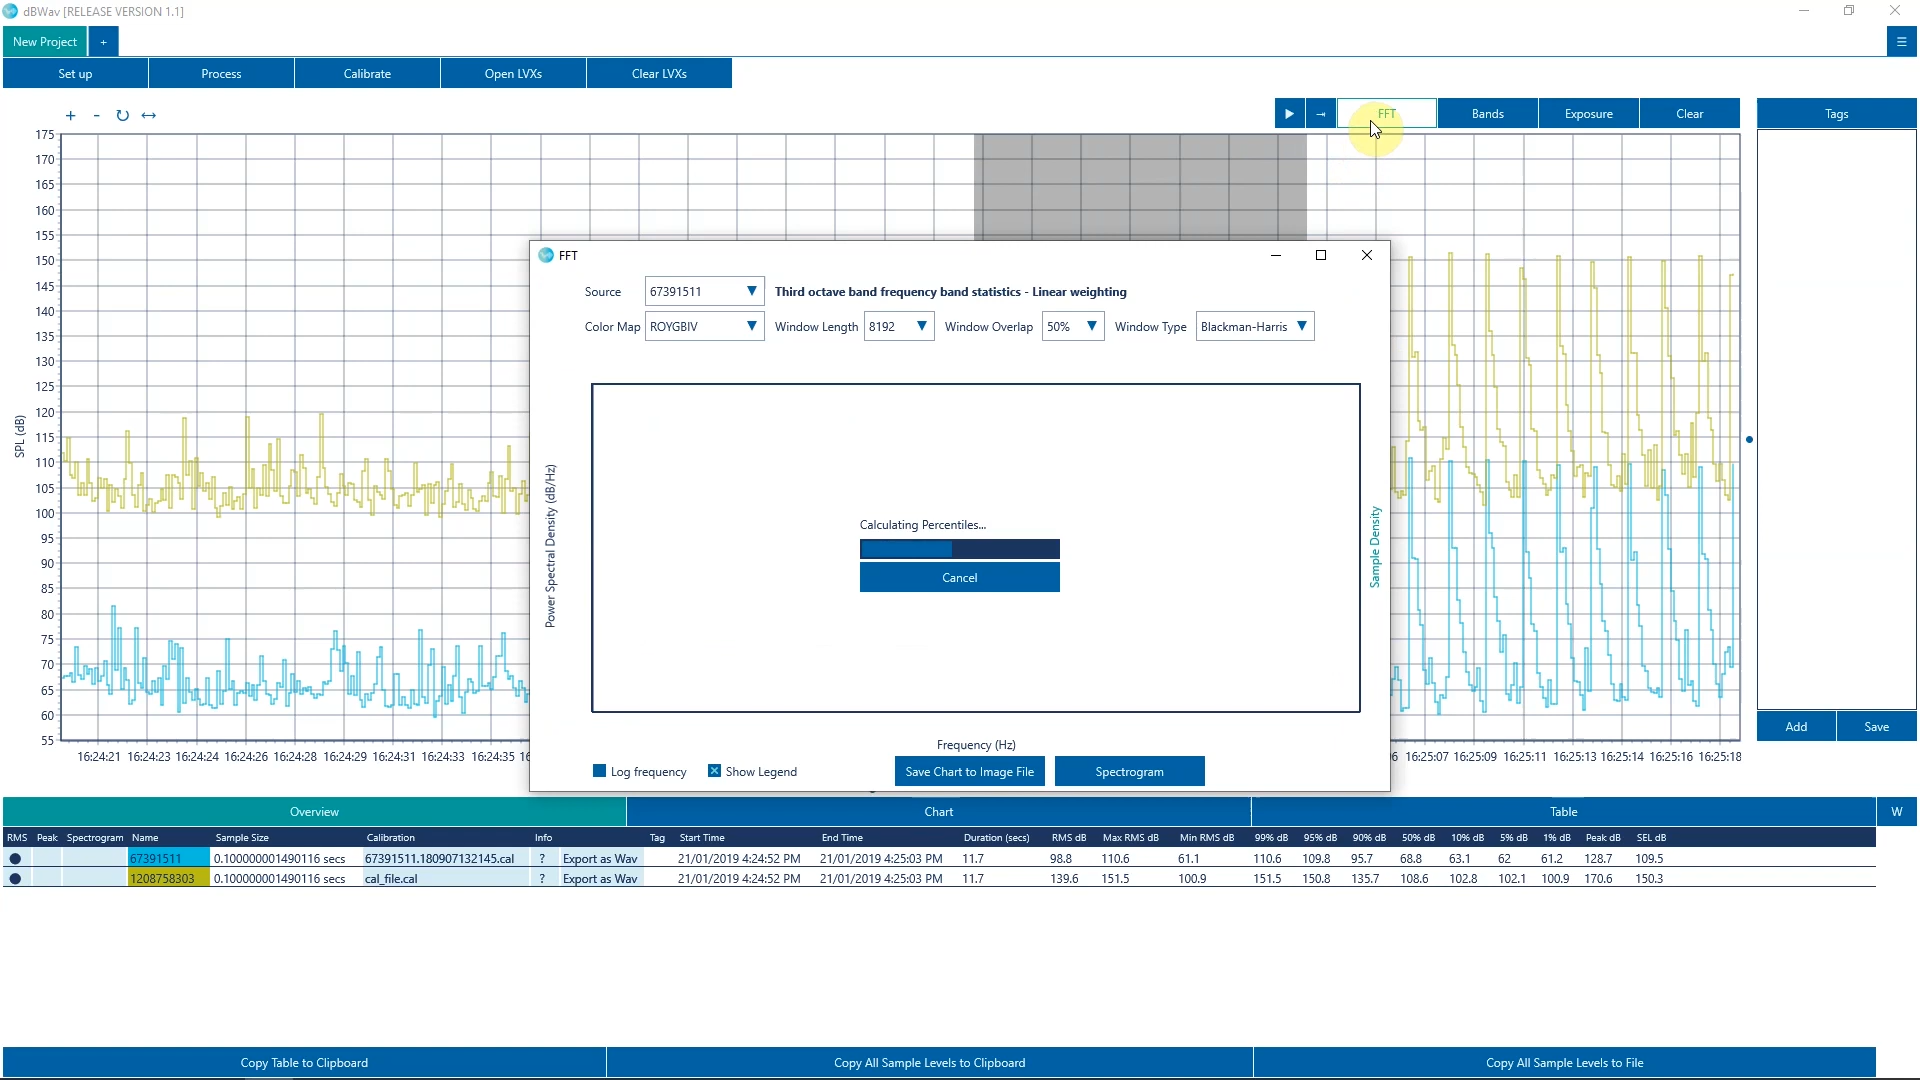 dBWav [RELEASE VERSION 1.1]
New Project +
Set up Process Calibrate Open LVXs Clear LVXs
FFT Bands Exposure Clear Tags
175
170
165
160
155
150
145
140
135
130
125
120
115
110
105
100
95
90
85
80
75
70
65
60
55
SPL (dB)
16:24:21 16:24:23 16:24:24 16:24:26 16:24:28 16:24:29 16:24:31 16:24:33 16:24:35 16:25:07 16:25:09 16:25:11 16:25:13 16:25:14 16:25:16 16:25:18
FFT
Source 67391511 Third octave band frequency band statistics - Linear weighting
Color Map ROYGBIV Window Length 8192 Window Overlap 50% Window Type Blackman-Harris
Power Spectral Density (dB/Hz)
Calculating Percentiles...
Cancel
Sample Density
Frequency (Hz)
Log frequency Show Legend Save Chart to Image File Spectrogram
Add Save
Overview Chart Table W
RMS Peak Spectrogram Name Sample Size Calibration Info Tag Start Time End Time Duration (secs) RMS dB Max RMS dB Min RMS dB 99% dB 95% dB 90% dB 50% dB 10% dB 5% dB 1% dB Peak dB SEL dB
67391511 0.100000001490116 secs 67391511.180907132145.cal ? Export as Wav 21/01/2019 4:24:52 PM 21/01/2019 4:25:03 PM 11.7 98.8 110.6 61.1 110.6 109.8 95.7 68.8 63.1 62 61.2 128.7 109.5
1208758303 0.100000001490116 secs cal_file.cal ? Export as Wav 21/01/2019 4:24:52 PM 21/01/2019 4:25:03 PM 11.7 139.6 151.5 100.9 151.5 150.8 135.7 108.6 102.8 102.1 100.9 170.6 150.3
Copy Table to Clipboard Copy All Sample Levels to Clipboard Copy All Sample Levels to File